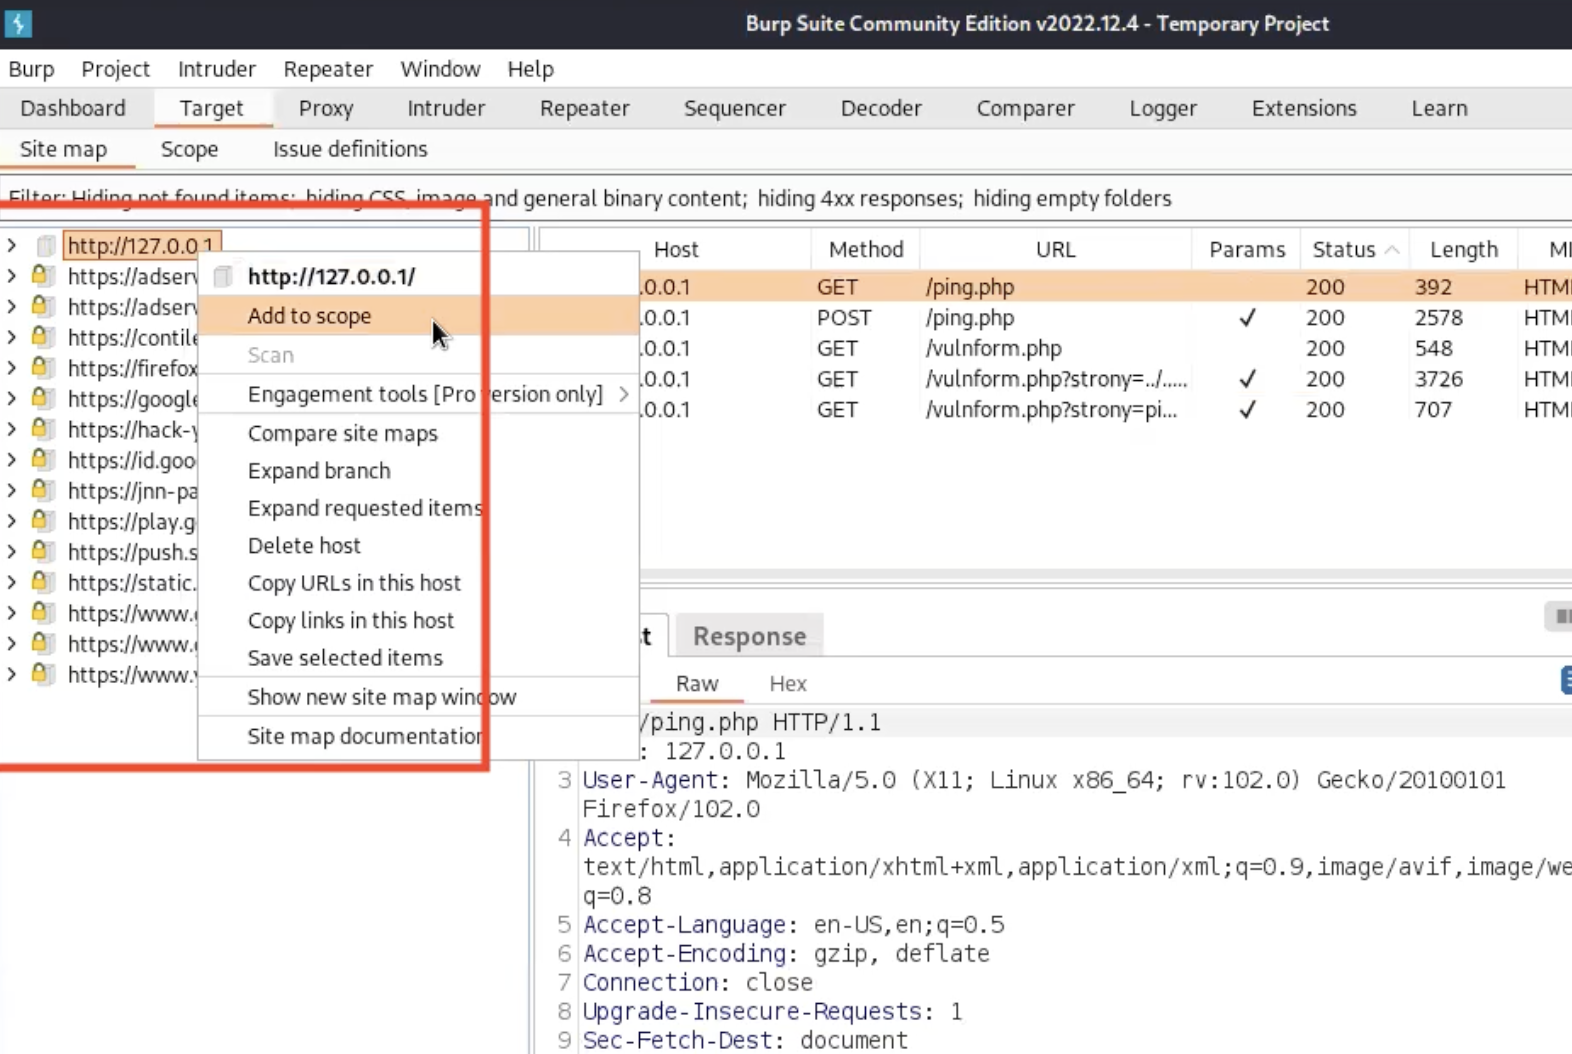 Burp Suite Community Edition v2022.12.4 - Temporary Project
Burp Project Intruder Repeater Window Help
Dashboard Target Proxy Intruder Repeater Sequencer Decoder Comparer Logger Extensions Learn
Site map Scope Issue definitions
Filter: Hiding not found items; hiding CSS, image and general binary content; hiding 4xx responses; hiding empty folders
http://127.0.0.1
https://adserv
https://adserv
https://contile
https://firefox
https://google
https://hack-y
https://id.goo
https://jnn-pa
https://play.g
https://push.s
https://static.
https://www.
https://www.
https://www.
http://127.0.0.1/
Add to scope
Scan
Engagement tools [Pro version only]
Compare site maps
Expand branch
Expand requested items
Delete host
Copy URLs in this host
Copy links in this host
Save selected items
Show new site map window
Site map documentation
Host Method URL Params Status Length MI
.0.0.1 GET /ping.php 200 392 HTM
.0.0.1 POST /ping.php ✓ 200 2578 HTM
.0.0.1 GET /vulnform.php 200 548 HTM
.0.0.1 GET /vulnform.php?strony=../..... ✓ 200 3726 HTM
.0.0.1 GET /vulnform.php?strony=pi... ✓ 200 707 HTM
t Response
Raw Hex
/ping.php HTTP/1.1
: 127.0.0.1
3 User-Agent: Mozilla/5.0 (X11; Linux x86_64; rv:102.0) Gecko/20100101
Firefox/102.0
4 Accept:
text/html,application/xhtml+xml,application/xml;q=0.9,image/avif,image/we
q=0.8
5 Accept-Language: en-US,en;q=0.5
6 Accept-Encoding: gzip, deflate
7 Connection: close
8 Upgrade-Insecure-Requests: 1
9 Sec-Fetch-Dest: document